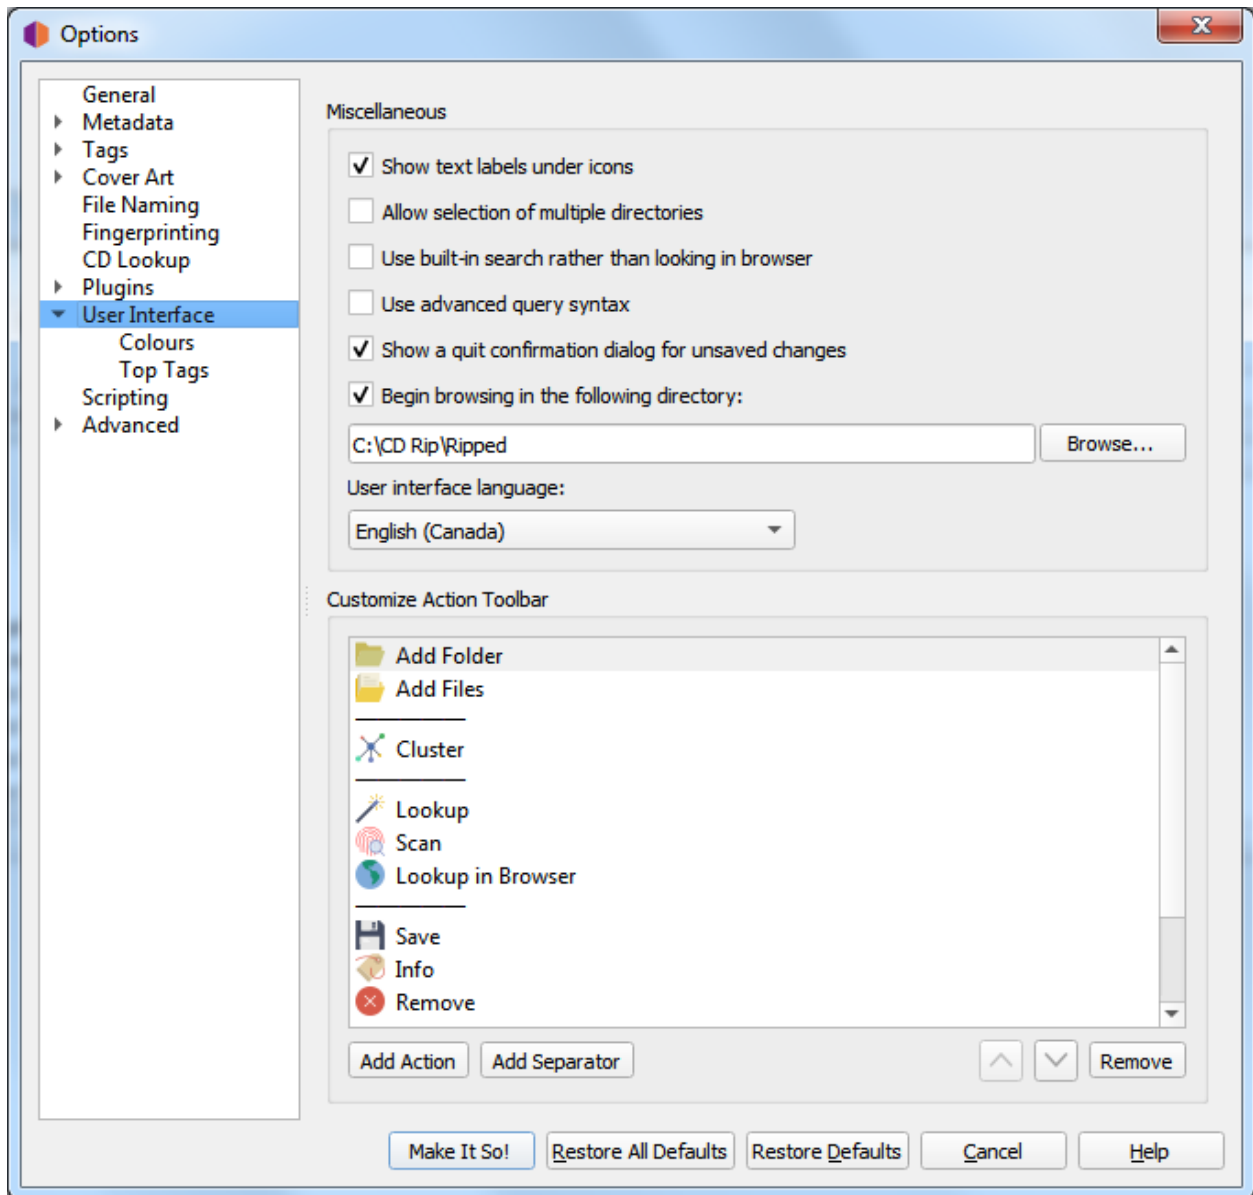 Options
General
Metadata
Tags
Cover Art
File Naming
Fingerprinting
CD Lookup
Plugins
User Interface
Colours
Top Tags
Scripting
Advanced
Miscellaneous
Show text labels under icons
Allow selection of multiple directories
Use built-in search rather than looking in browser
Use advanced query syntax
Show a quit confirmation dialog for unsaved changes
Begin browsing in the following directory:
C:\CD Rip\Ripped Browse...
User interface language:
English (Canada)
Customize Action Toolbar
Add Folder
Add Files
Cluster
Lookup
Scan
Lookup in Browser
Save
Info
Remove
Add Action Add Separator Remove
Make It So! Restore All Defaults Restore Defaults Cancel Help